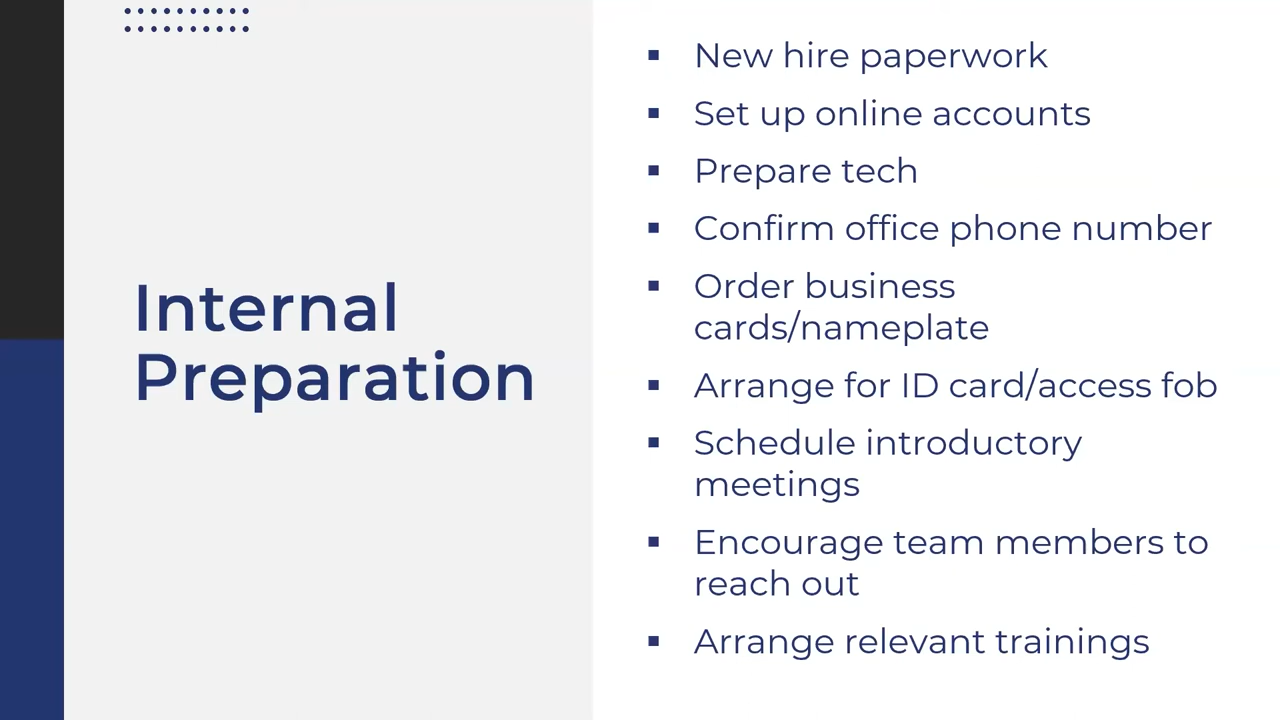 Internal
Preparation
▪ New hire paperwork
▪ Set up online accounts
▪ Prepare tech
▪ Confirm office phone number
▪ Order business
cards/nameplate
▪ Arrange for ID card/access fob
▪ Schedule introductory
meetings
▪ Encourage team members to
reach out
▪ Arrange relevant trainings